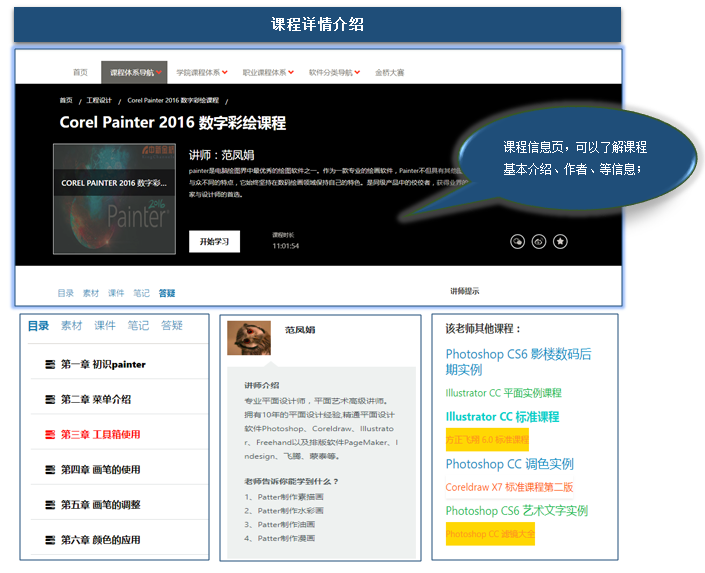 课程详情介绍
首页 课程体系导航 学院课程体系 职业课程体系 软件分类导航 金桥大赛
首页 / 工程设计 / Corel Painter 2016 数字彩绘课程 /
Corel Painter 2016 数字彩绘课程
讲师：范凤娟
painter是电脑绘图界中最优秀的绘图软件之一。作为一款专业的绘画软件，Painter不但具有其他
与众不同的特点，它始终坚持在数码绘画领域保持自己的特色。是同级产品中的佼佼者，获得业界
家与设计师的首选。
COREL PAINTER 2016 数字彩...
Painter
2016
开始学习
课程时长
11:01:54
课程信息页，可以了解课程
基本介绍、作者、等信息；
目录 素材 课件 笔记 答疑
讲师提示
目录 素材 课件 笔记 答疑
第一章 初识painter
第二章 菜单介绍
第三章 工具箱使用
第四章 画笔的使用
第五章 画笔的调整
第六章 颜色的应用
范凤娟
讲师介绍
专业平面设计师，平面艺术高级讲师。
拥有10年的平面设计经验,精通平面设计
软件Photoshop、Coreldraw、Illustrato
r、Freehand以及排版软件PageMaker、I
ndesign、飞腾、蒙泰等。
老师告诉你能学到什么？
1、Patter制作素描画
2、Patter制作水彩画
3、Patter制作油画
4、Patter制作漫画
该老师其他课程：
Photoshop CS6 影楼数码后
期实例
Illustrator CC 平面实例课程
Illustrator CC 标准课程
方正飞翔 6.0 标准课程
Photoshop CC 调色实例
Coreldraw X7 标准课程第二版
Photoshop CS6 艺术文字实例
Photoshop CC 滤镜大全